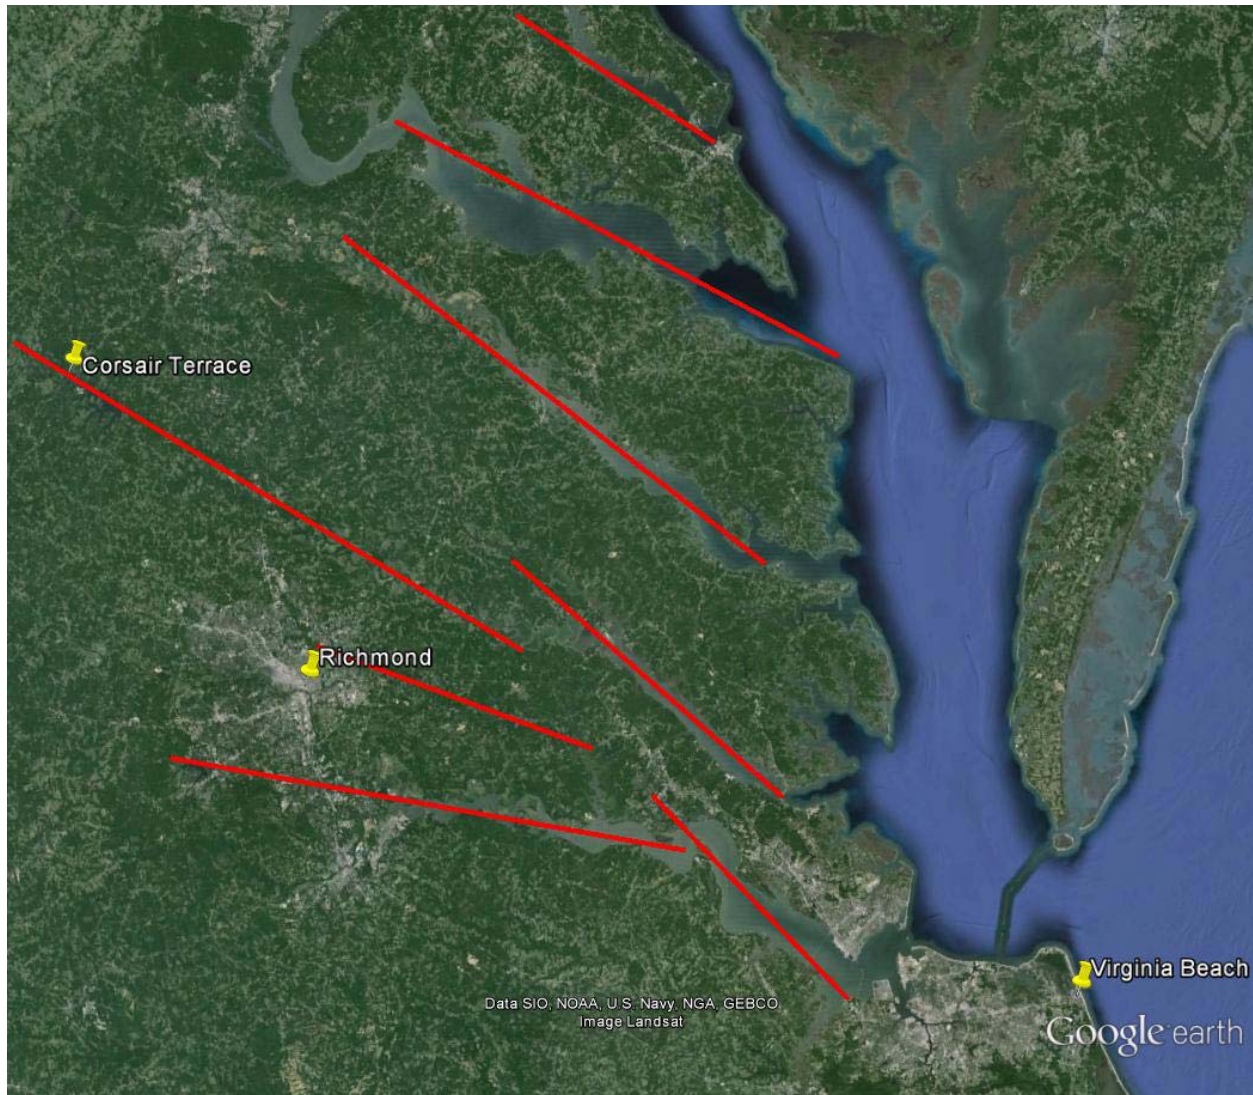 Corsair Terrace
Richmond
Virginia Beach
Data SIO, NOAA, U.S. Navy, NGA, GEBCO
Image Landsat
Google earth